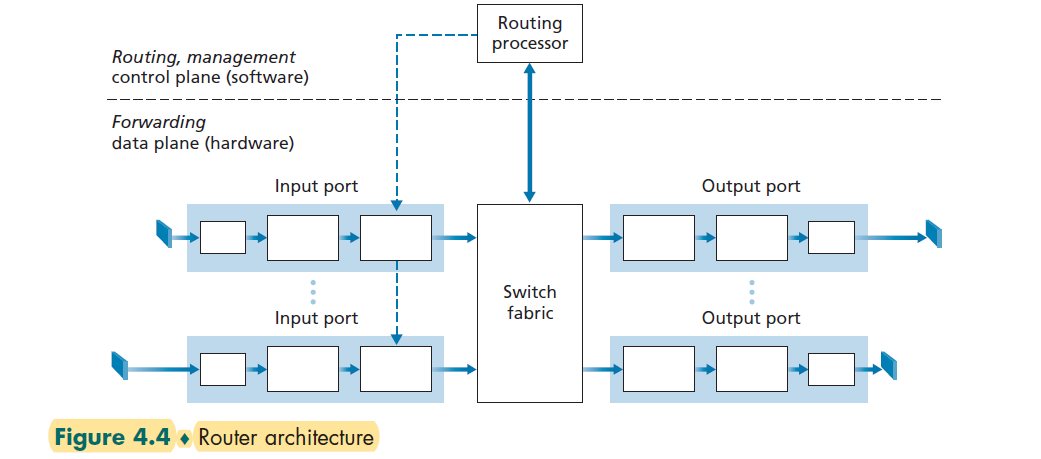 Routing
processor
Routing, management
control plane (software)
Forwarding
data plane (hardware)
Input port
Output port
Switch
fabric
Input port
Output port
Figure 4.4 ♦ Router architecture